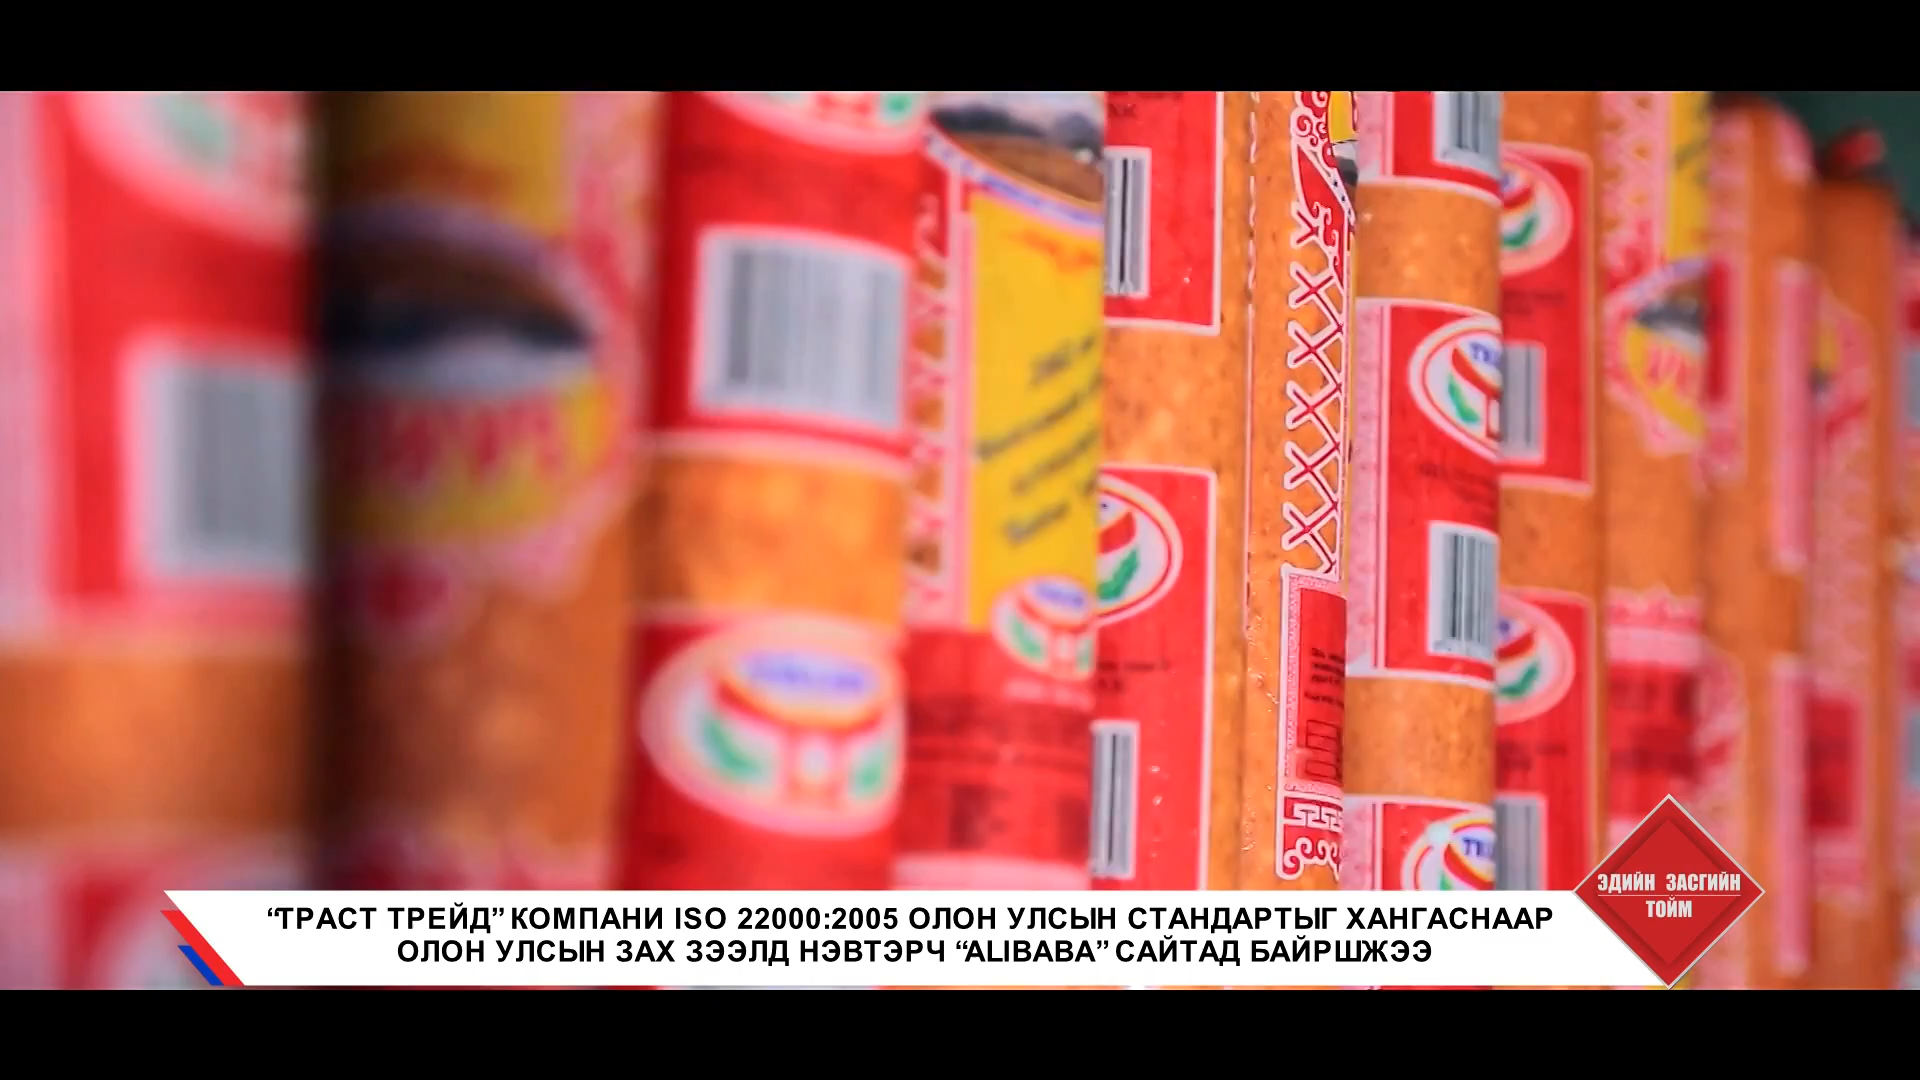 “ТРАСТ ТРЕЙД” КОМПАНИ ISO 22000:2005 ОЛОН УЛСЫН СТАНДАРТЫГ ХАНГАСНААР
ОЛОН УЛСЫН ЗАХ ЗЭЭЛД НЭВТЭРЧ “ALIBABA” САЙТАД БАЙРШЖЭЭ
ЭДИЙН ЗАСГИЙН
ТОЙМ